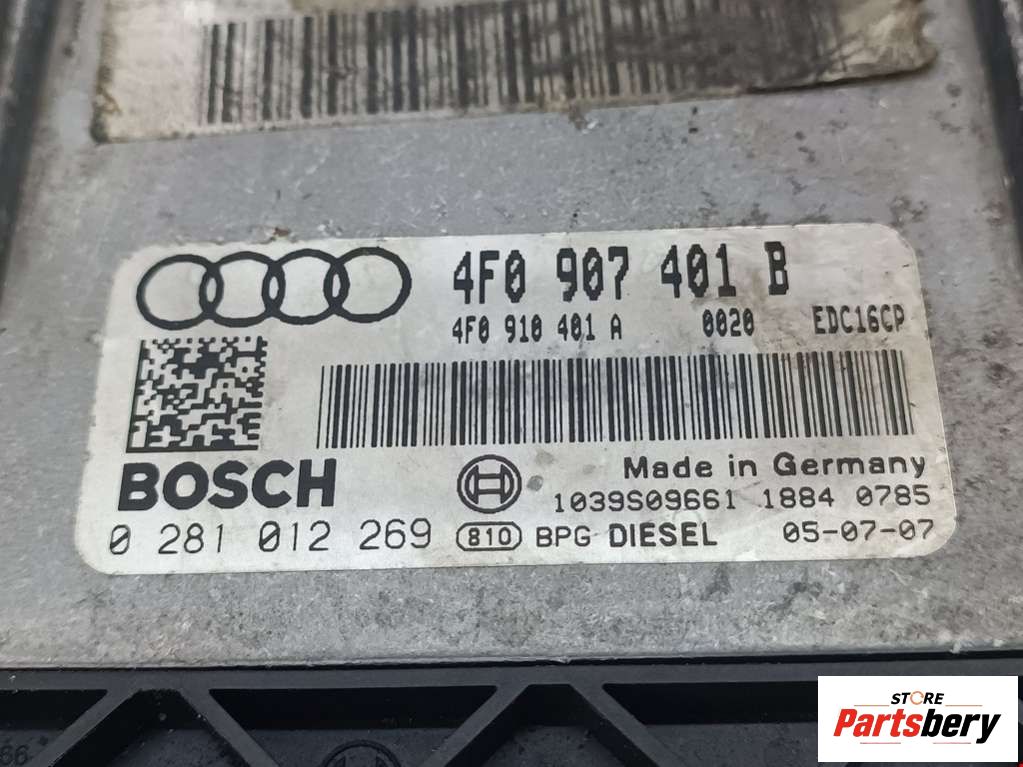 4F0 907 401 B
4F0 910 401 A 0020 EDC16CP
BOSCH
Made in Germany
1039S09661 1884 0785
0 281 012 269 810 BPG DIESEL 05-07-07
86
STORE
Partsbery